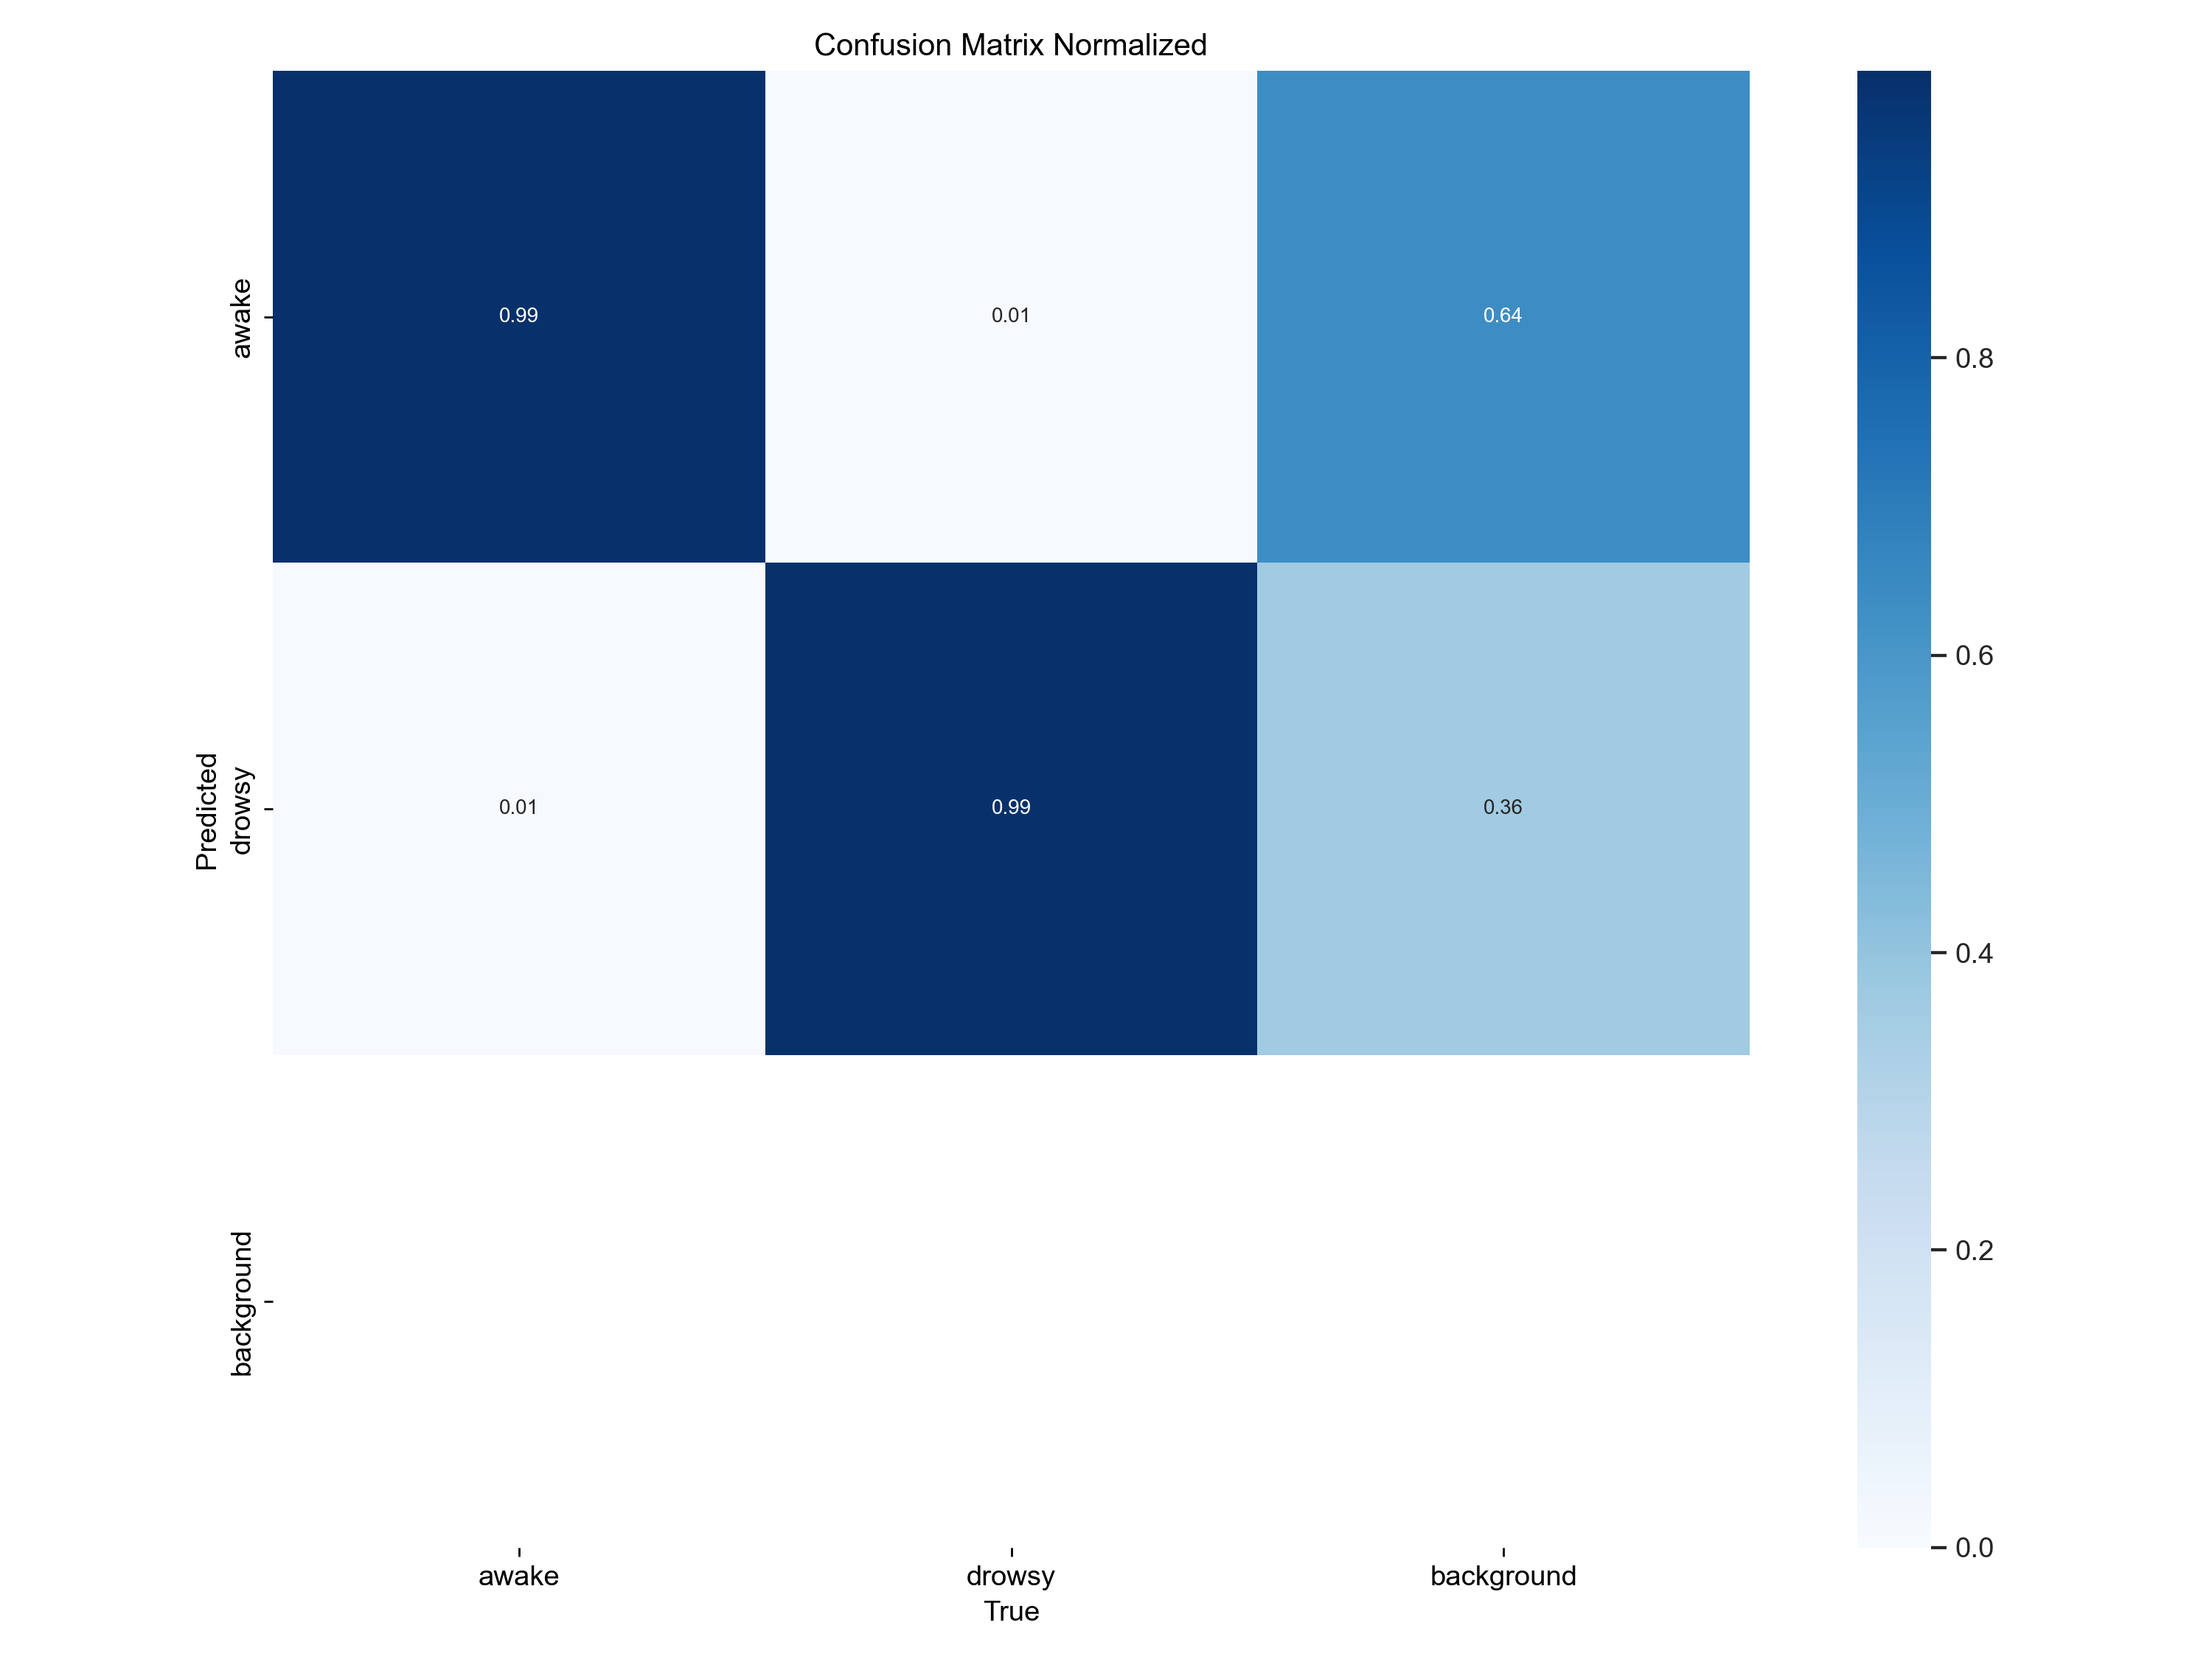 Confusion Matrix Normalized
awake
0.99
0.01
0.64
0.8
0.6
Predicted
drowsy
0.01
0.99
0.36
0.4
background
0.2
0.0
awake
drowsy
background
True